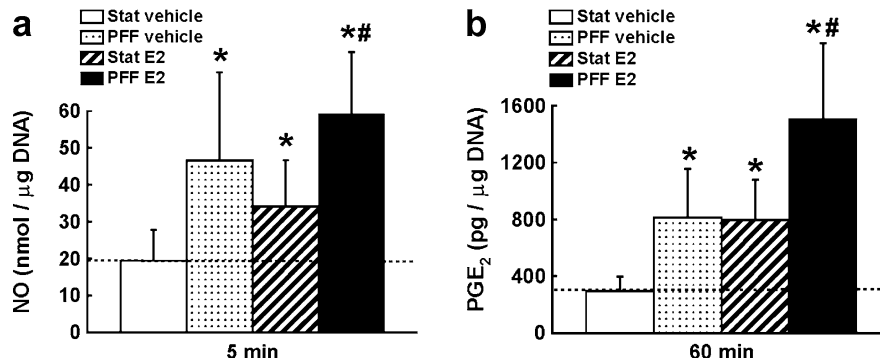 a
Stat vehicle
PFF vehicle
Stat E2
PFF E2
*
*
*#
NO (nmol / µg DNA)
60
50
40
30
20
10
0
5 min
b
Stat vehicle
PFF vehicle
Stat E2
PFF E2
*
*
*#
PGE2 (pg / µg DNA)
1600
1200
800
400
0
60 min